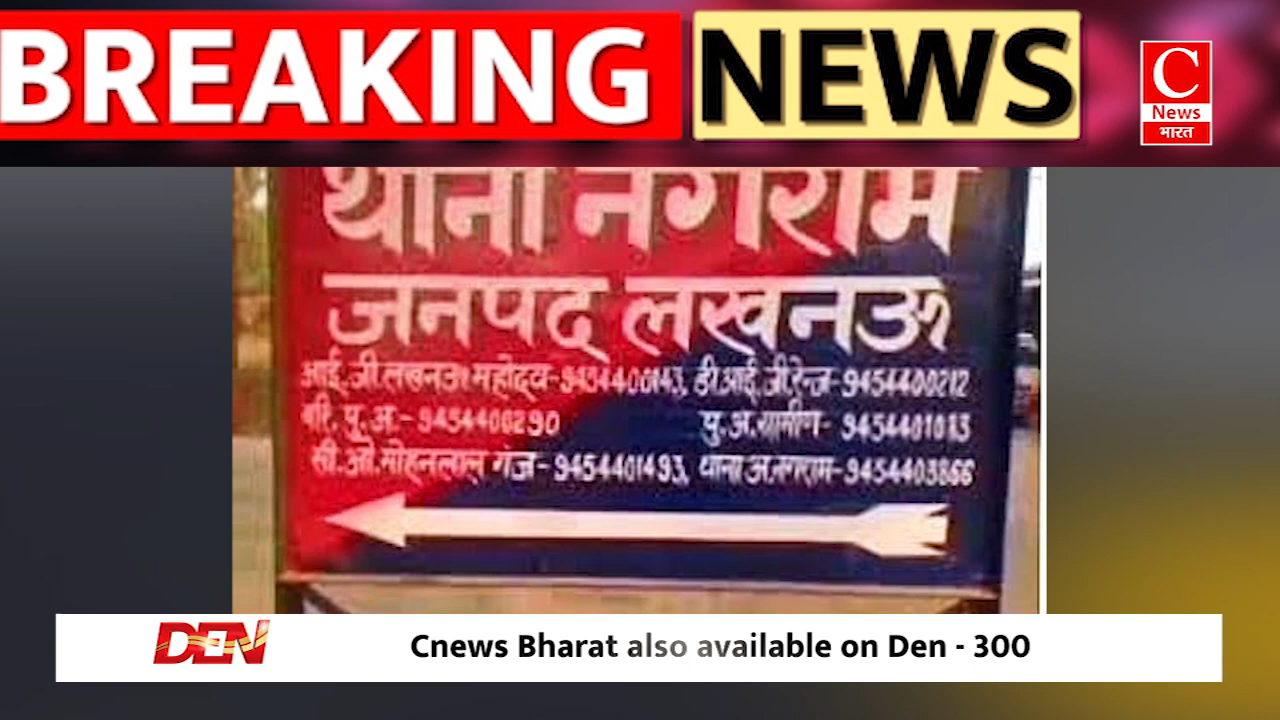 BREAKING NEWS
C
News
भारत
थाना नगराम
जनपद लखनऊ
आई.जी.लखनऊ महोदय-9454400143, डी.आई.जी.रेन्ज-9454400212
वरि. पु. अ.- 9454400290 पु.अ.ग्रामीण- 9454401013
सी.ओ.मोहनलाल गंज- 9454401493, थाना अ.नगराम-9454403866
DEN
Cnews Bharat also available on Den - 300